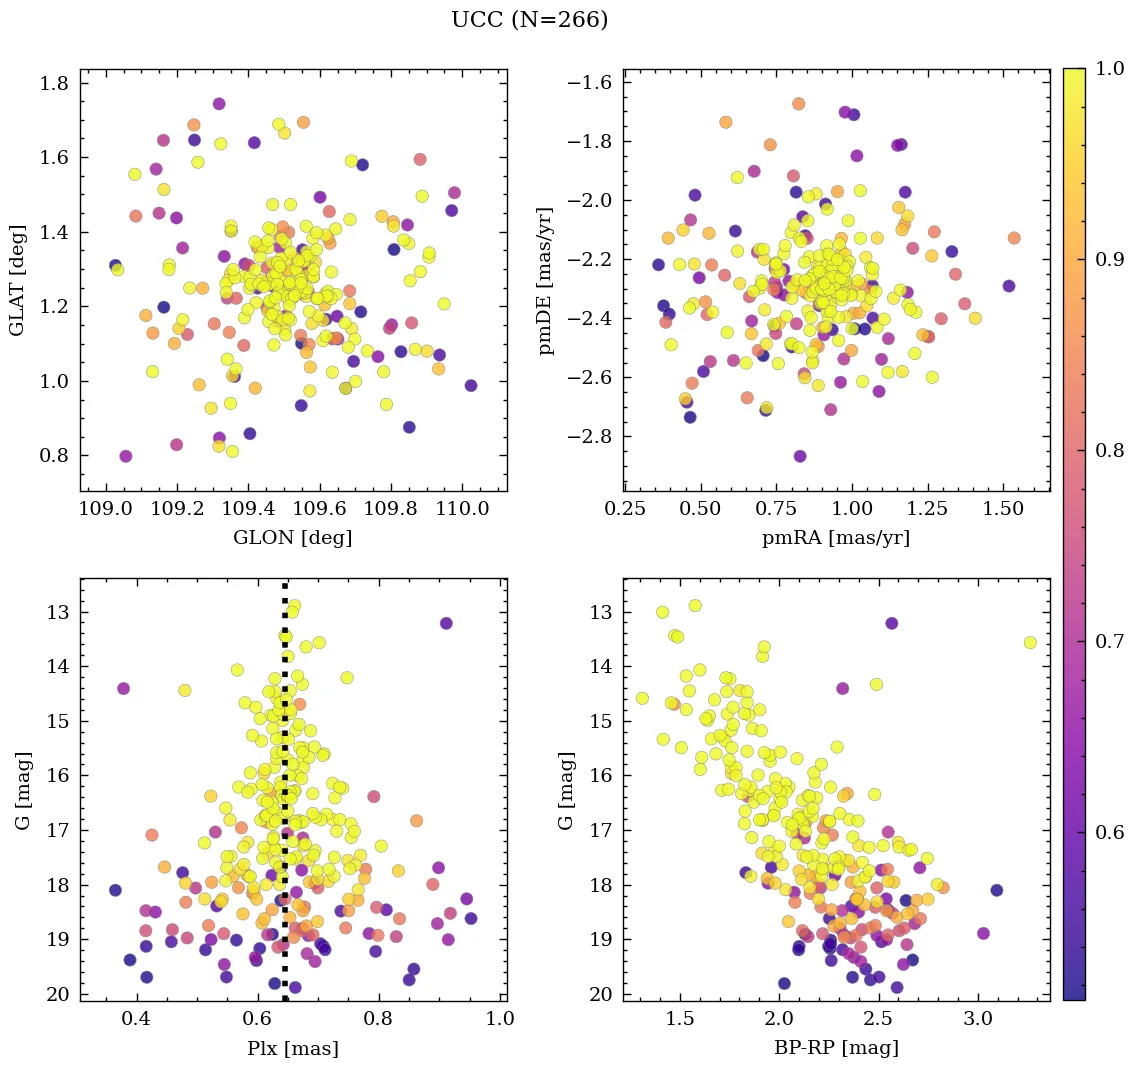 UCC (N=266)
1.8
1.6
1.4
1.2
1.0
0.8
GLAT [deg]
109.0 109.2 109.4 109.6 109.8 110.0
GLON [deg]
−1.6
−1.8
−2.0
−2.2
−2.4
−2.6
−2.8
pmDE [mas/yr]
0.25 0.50 0.75 1.00 1.25 1.50
pmRA [mas/yr]
1.0
0.9
0.8
0.7
0.6
13
14
15
16
17
18
19
20
G [mag]
0.4 0.6 0.8 1.0
Plx [mas]
13
14
15
16
17
18
19
20
G [mag]
1.5 2.0 2.5 3.0
BP-RP [mag]